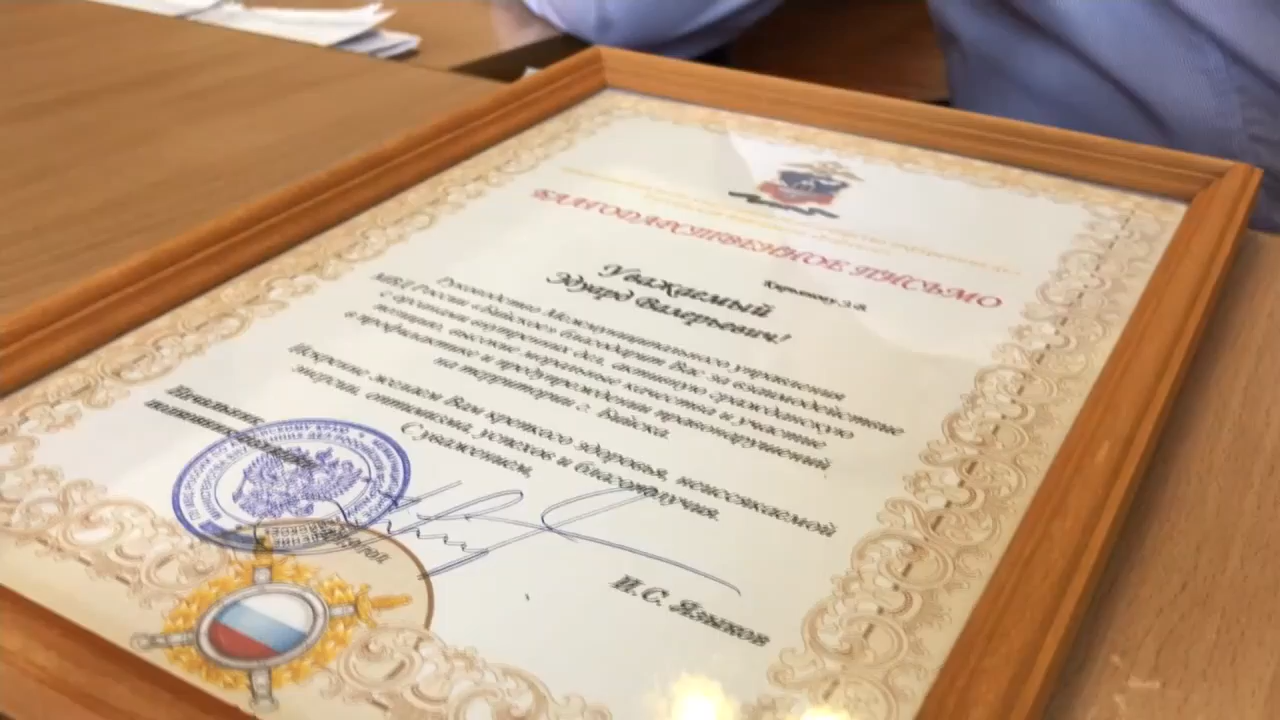 БЛАГОДАРСТВЕННОЕ ПИСЬМО
Э.В.
Уважаемый
Эдуард Валерьевич!
Руководство Межмуниципального управления
МВД России «Бийское» благодарит Вас за взаимодействие
с органами внутренних дел, активную гражданскую
позицию, высокие моральные качества и участие
в профилактике и предупреждении правонарушений
на территории г. Бийска.
Искренне желаем Вам крепкого здоровья, неиссякаемой
энергии, оптимизма, успехов и благополучия.
С уважением,
Начальник
И.С. Языков